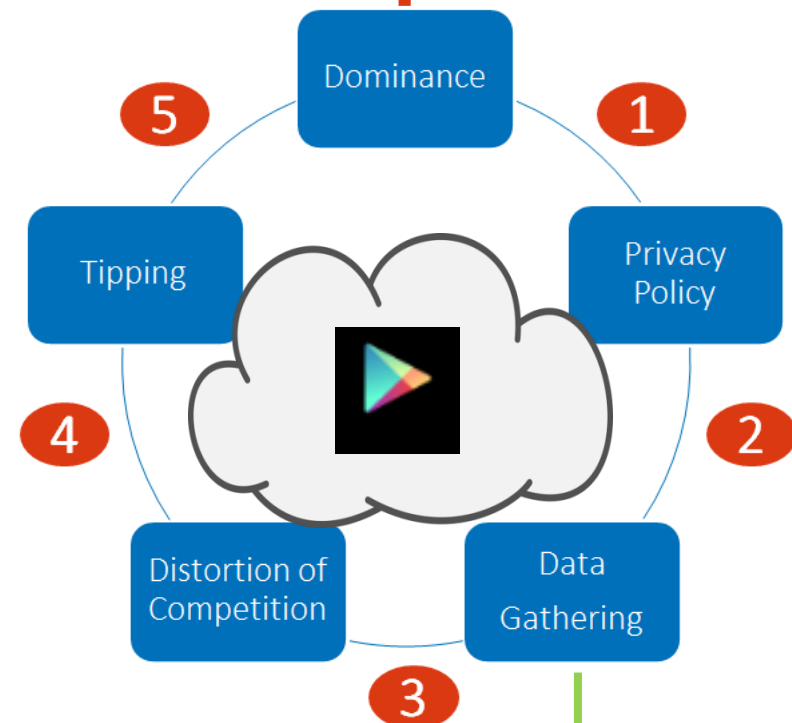 Dominance
1
Privacy
Policy
2
Data
Gathering
3
Distortion of
Competition
4
Tipping
5